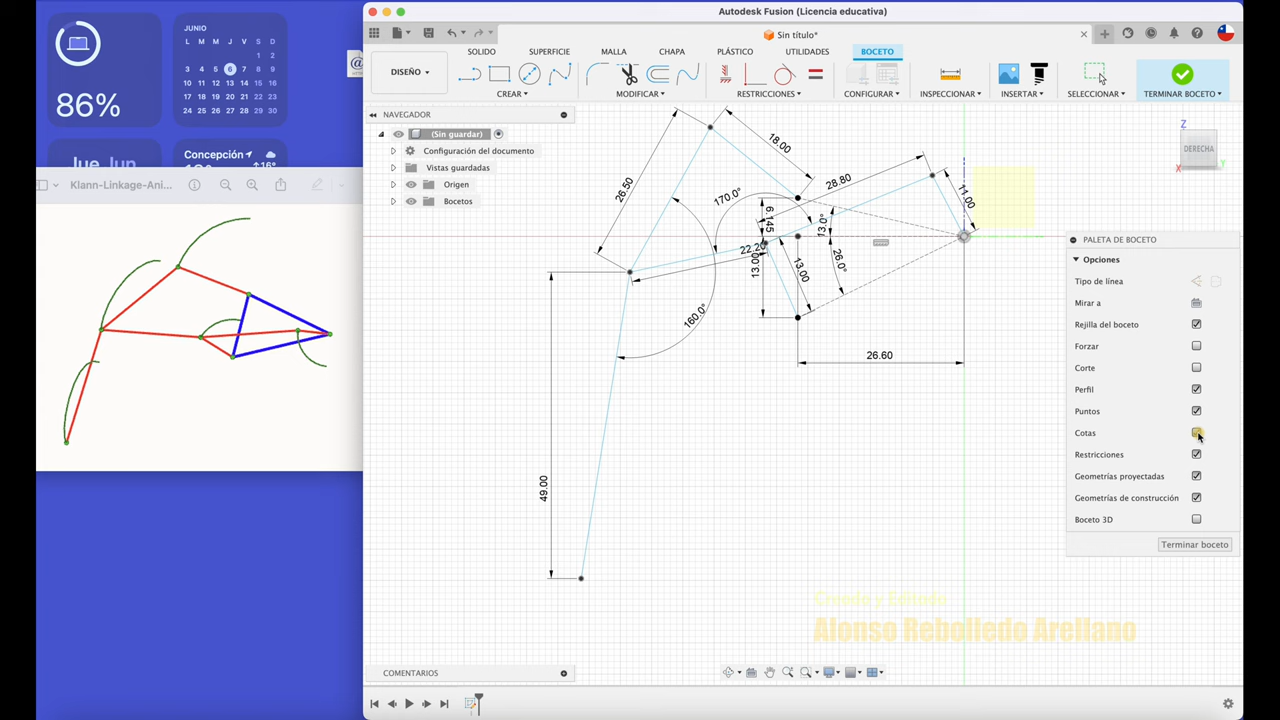 86%
JUNIO
L M M J V S D
1 2
3 4 5 6 7 8 9
10 11 12 13 14 15 16
17 18 19 20 21 22 23
24 25 26 27 28 29 30
Concepción
16°
Klann-Linkage-Ani...
Autodesk Fusion (Licencia educativa)
Sin título*
DISEÑO
SÓLIDO
SUPERFICIE
MALLA
CHAPA
PLÁSTICO
UTILIDADES
BOCETO
CREAR
MODIFICAR
RESTRICCIONES
CONFIGURAR
INSPECCIONAR
INSERTAR
SELECCIONAR
TERMINAR BOCETO
NAVEGADOR
(Sin guardar)
Configuración del documento
Vistas guardadas
Origen
Bocetos
Z
DERECHA
X
Y
18.00
26.50
170.0°
28.80
11.00
6.145
13.0°
22.20
13.00
13.00
26.0°
160.0°
26.60
49.00
PALETA DE BOCETO
Opciones
Tipo de línea
Mirar a
Rejilla del boceto
Forzar
Corte
Perfil
Puntos
Cotas
Restricciones
Geometrías proyectadas
Geometrías de construcción
Boceto 3D
Terminar boceto
Creado y Editado
Alonso Rebolledo Arellano
COMENTARIOS